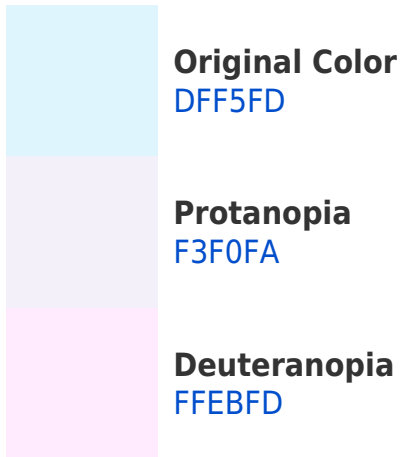 Original Color
DFF5FD
Protanopia
F3F0FA
Deuteranopia
FFEBFD